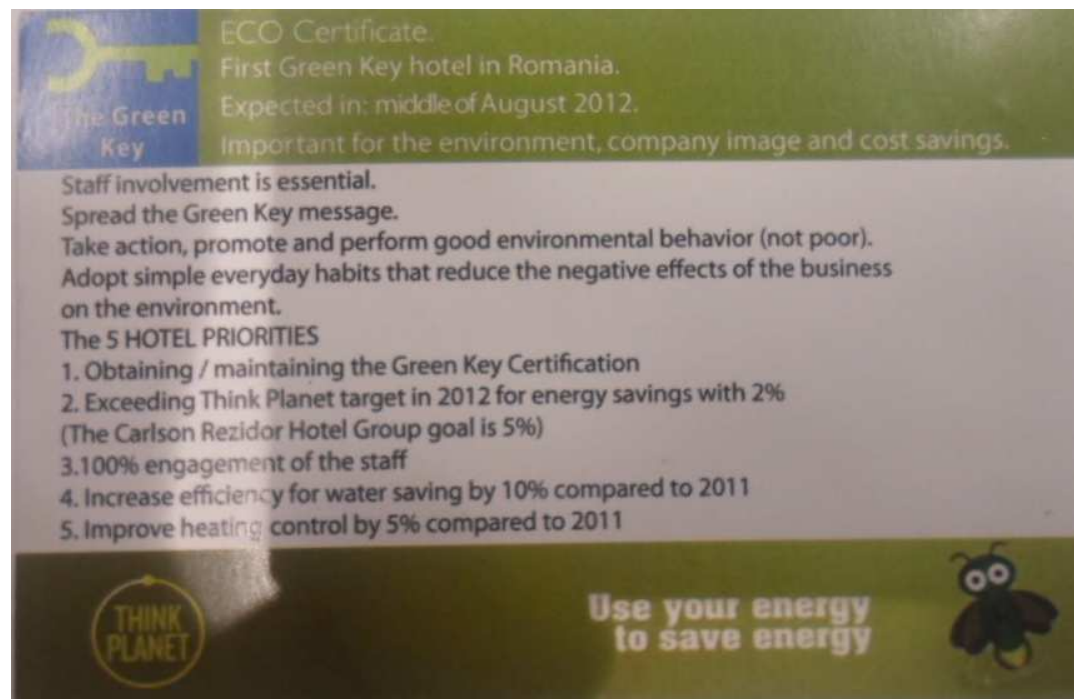 The Green
Key
ECO Certificate.
First Green Key hotel in Romania.
Expected in: middle of August 2012.
Important for the environment, company image and cost savings.
Staff involvement is essential.
Spread the Green Key message.
Take action, promote and perform good environmental behavior (not poor).
Adopt simple everyday habits that reduce the negative effects of the business
on the environment.
The 5 HOTEL PRIORITIES
1. Obtaining / maintaining the Green Key Certification
2. Exceeding Think Planet target in 2012 for energy savings with 2%
(The Carlson Rezidor Hotel Group goal is 5%)
3.100% engagement of the staff
4. Increase efficiency for water saving by 10% compared to 2011
5. Improve heating control by 5% compared to 2011
THINK
PLANET
Use your energy
to save energy